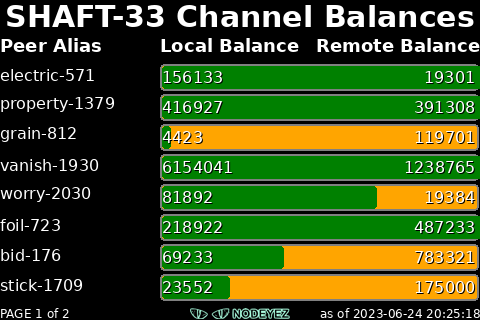 SHAFT-33 Channel Balances
Peer Alias Local Balance Remote Balance
electric-571 156133 19301
property-1379 416927 391308
grain-812 4423 119701
vanish-1930 6154041 1238765
worry-2030 81892 19384
foil-723 218922 487233
bid-176 69233 783321
stick-1709 23552 175000
PAGE 1 of 2 NODEYEZ as of 2023-06-24 20:25:18